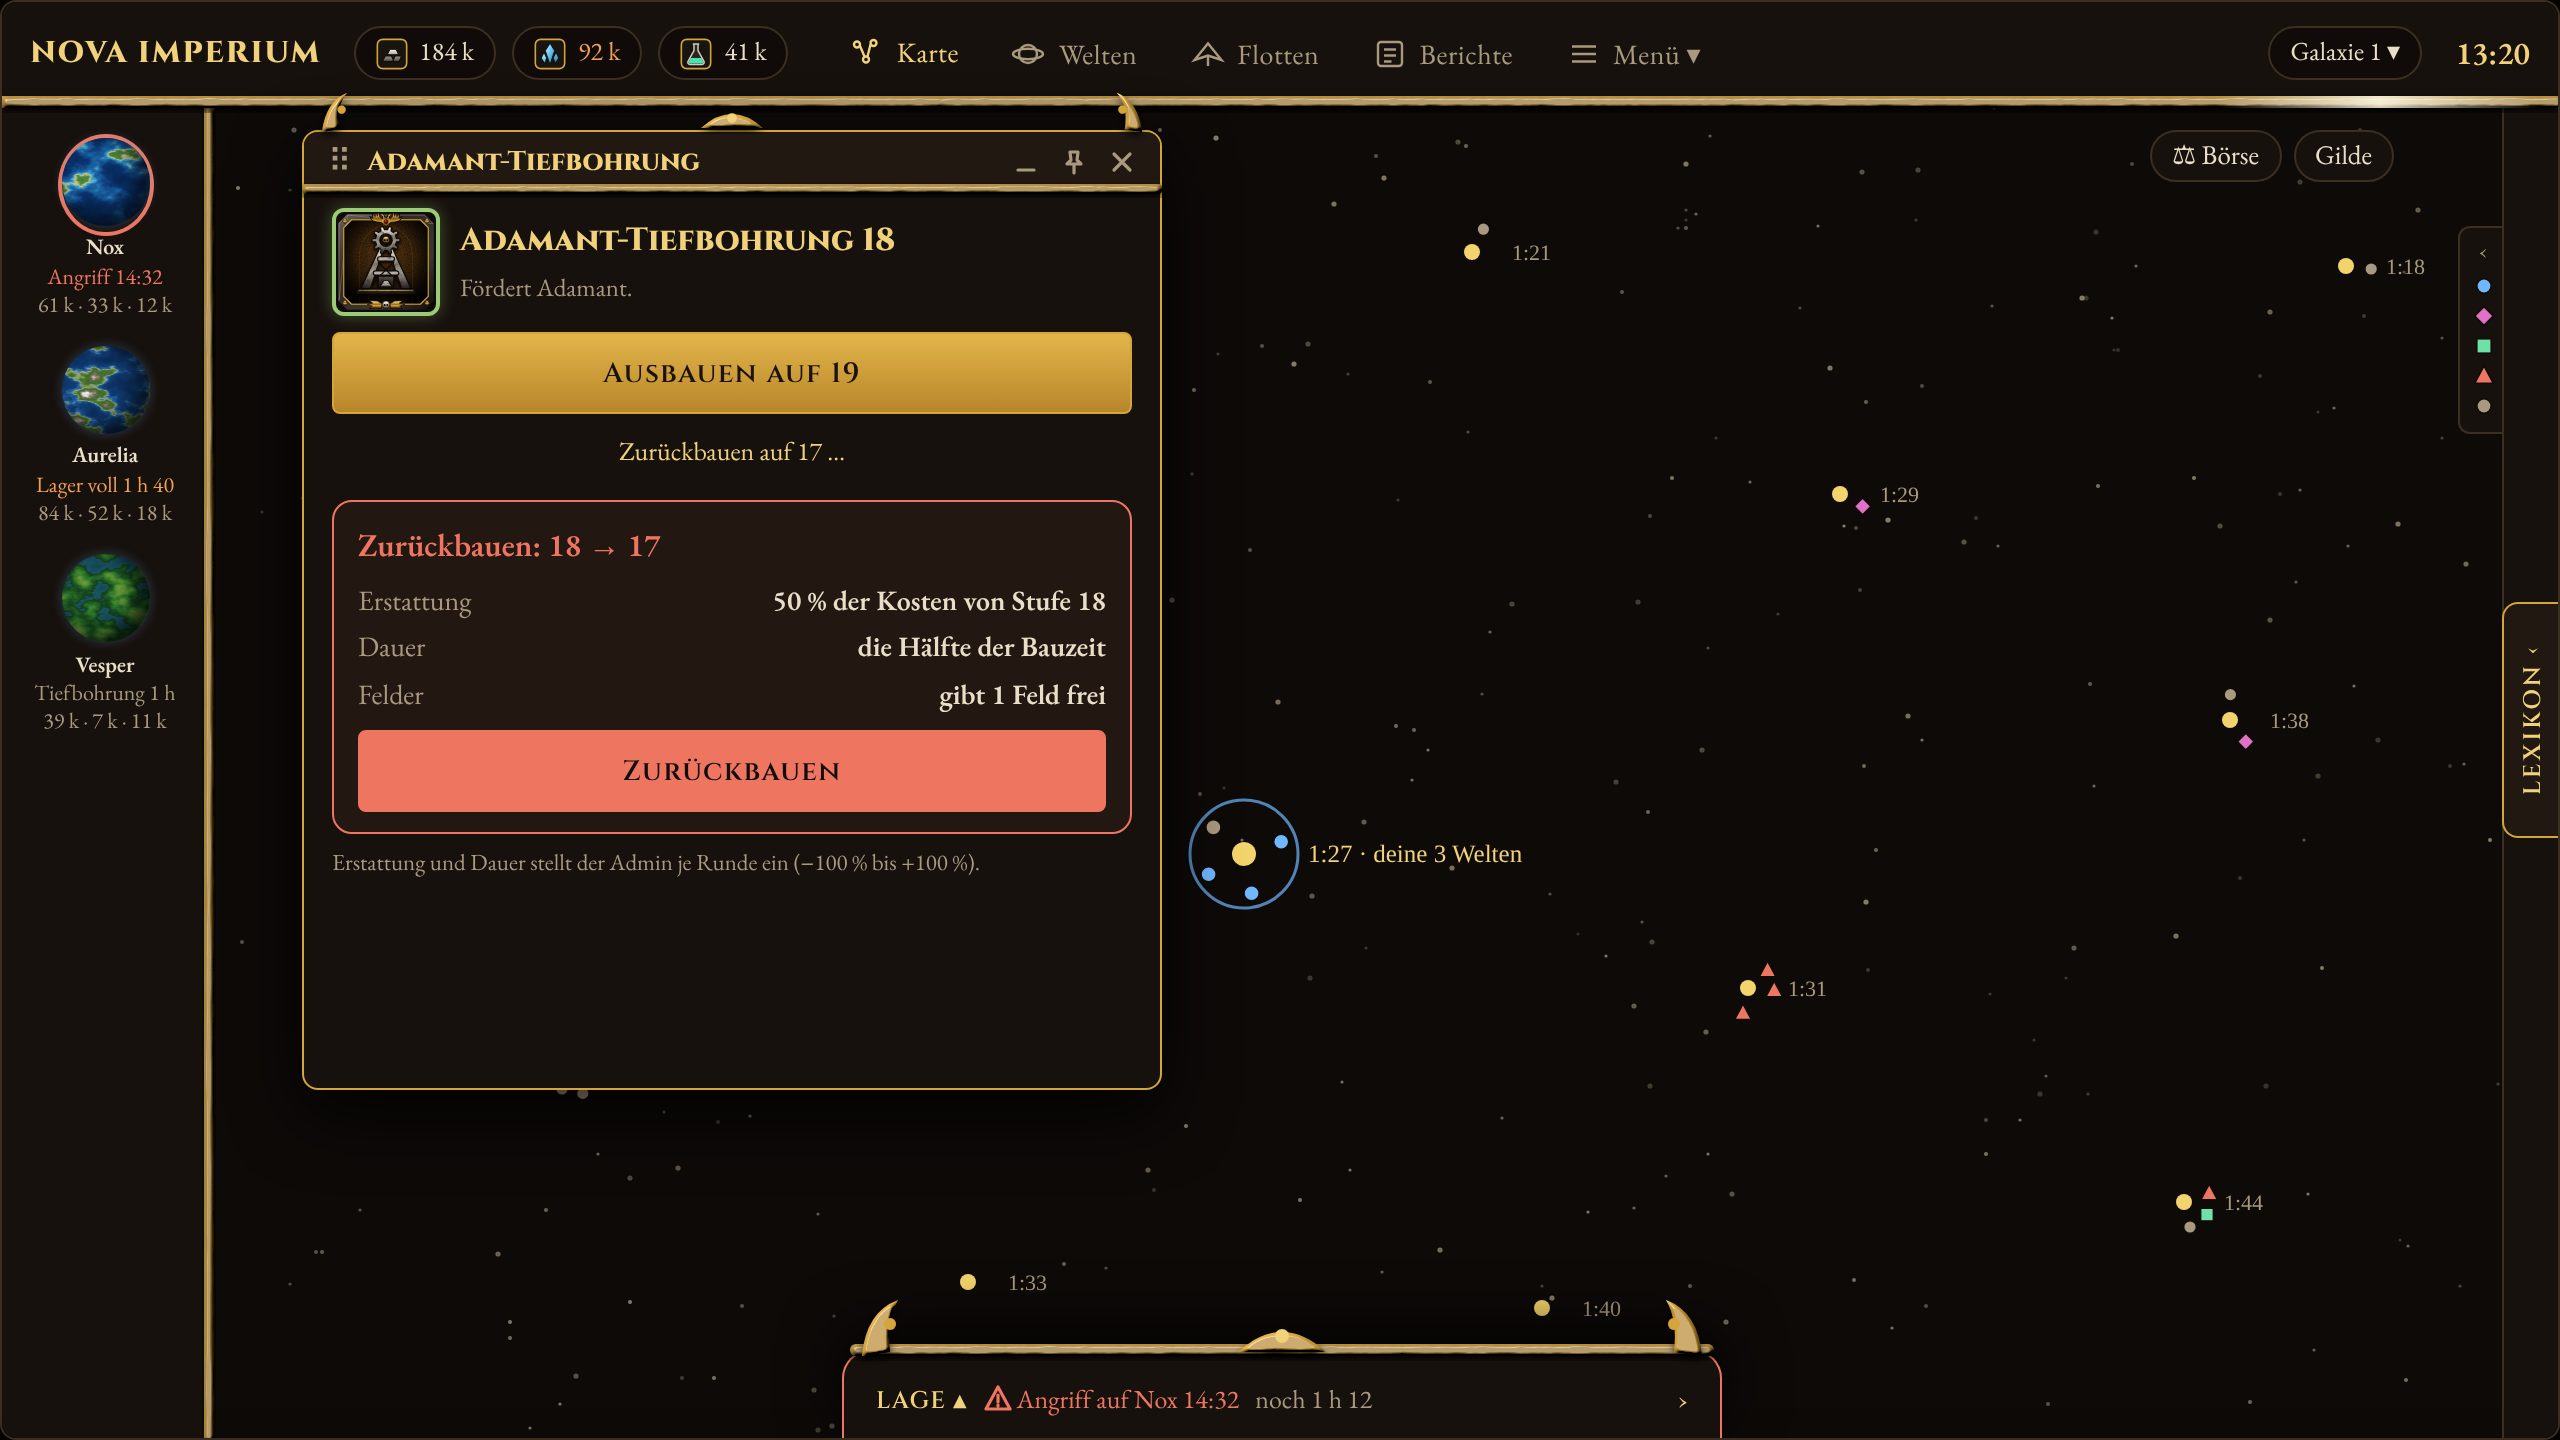 NOVA IMPERIUM
184 k
92 k
41 k
Karte
Welten
Flotten
Berichte
Menü ▾
Galaxie 1 ▾
13:20
Nox
Angriff 14:32
61 k · 33 k · 12 k
Aurelia
Lager voll 1 h 40
84 k · 52 k · 18 k
Vesper
Tiefbohrung 1 h
39 k · 7 k · 11 k
Adamant-Tiefbohrung
Adamant-Tiefbohrung 18
Fördert Adamant.
Ausbauen auf 19
Zurückbauen auf 17 ...
Zurückbauen: 18 → 17
Erstattung 50 % der Kosten von Stufe 18
Dauer die Hälfte der Bauzeit
Felder gibt 1 Feld frei
Zurückbauen
Erstattung und Dauer stellt der Admin je Runde ein (−100 % bis +100 %).
⚖ Börse
Gilde
1:21
1:18
1:29
1:38
1:27 · deine 3 Welten
1:31
1:44
1:33
1:40
LEXIKON ›
LAGE ▴ Angriff auf Nox 14:32 noch 1 h 12 ›